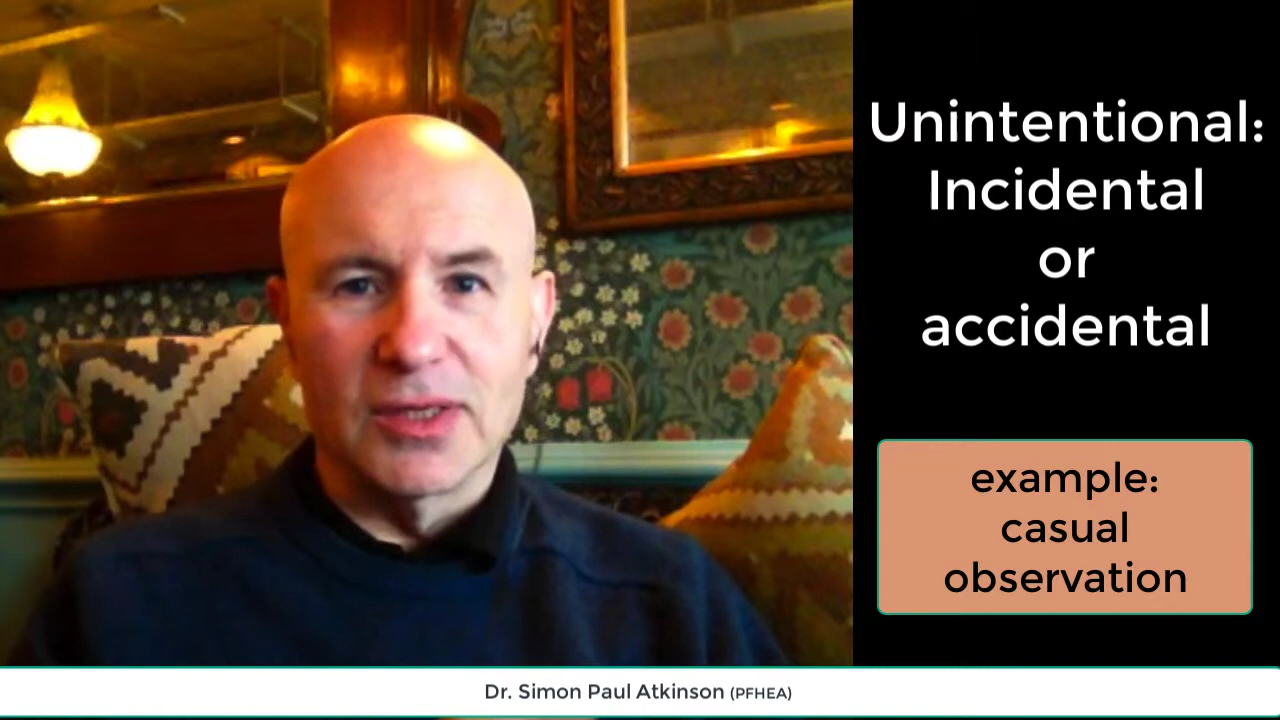 Unintentional:
Incidental
or
accidental
example:
casual
observation
Dr. Simon Paul Atkinson (PFHEA)